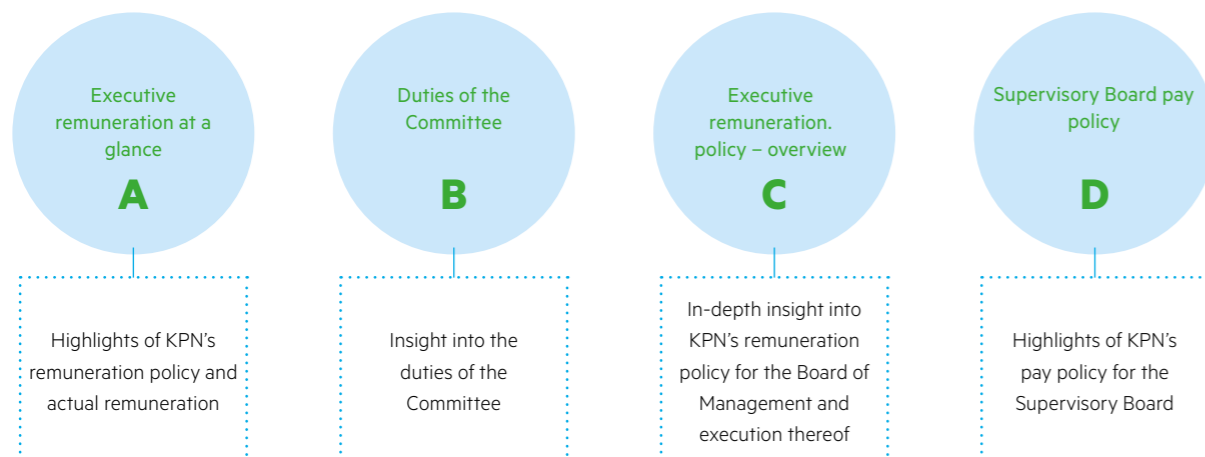 Executive
remuneration at a
glance
A
Highlights of KPN's
remuneration policy and
actual remuneration
Duties of the
Committee
B
Insight into the
duties of the
Committee
Executive
remuneration.
policy – overview
C
In-depth insight into
KPN's remuneration
policy for the Board of
Management and
execution thereof
Supervisory Board pay
policy
D
Highlights of KPN's
pay policy for the
Supervisory Board